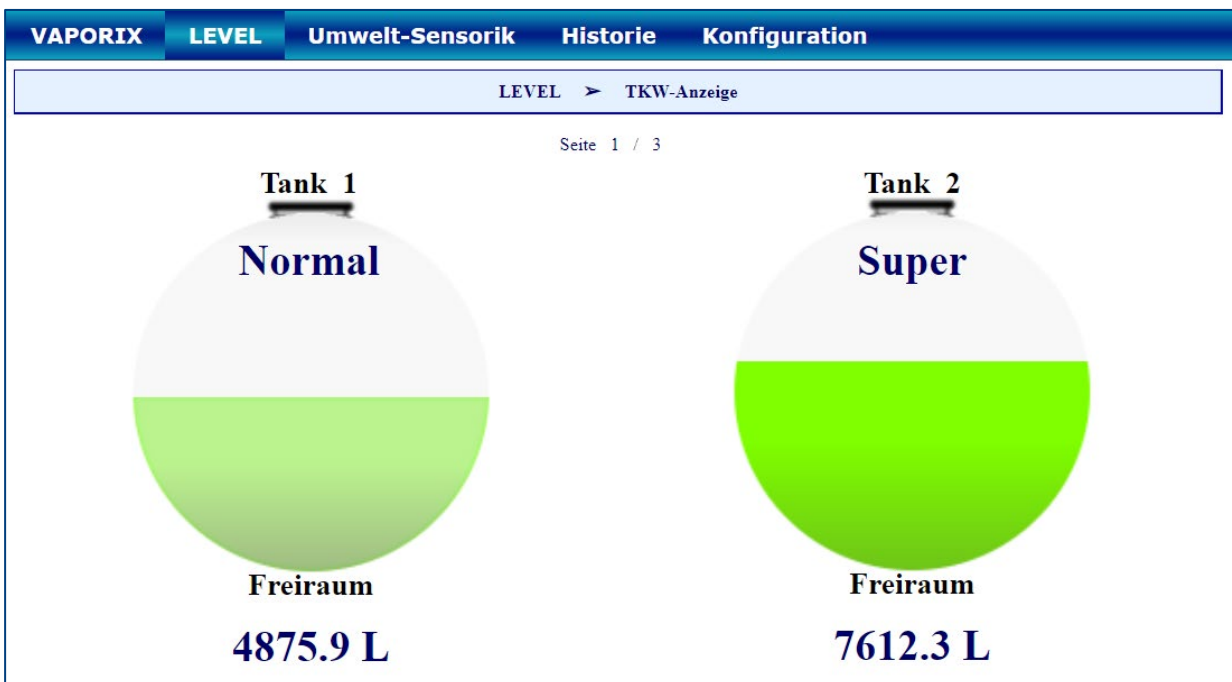 VAPORIX LEVEL Umwelt-Sensorik Historie Konfiguration
LEVEL ➢ TKW-Anzeige
Seite 1 / 3
Tank 1
Normal
Freiraum
4875.9 L
Tank 2
Super
Freiraum
7612.3 L